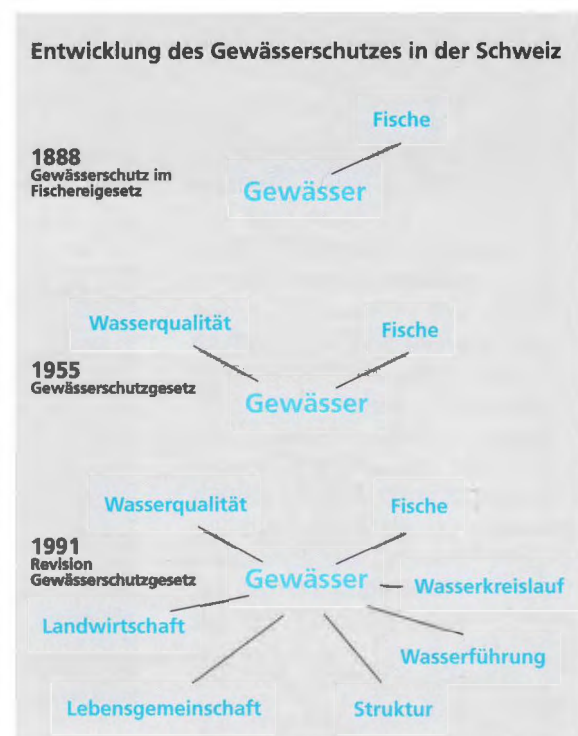 Entwicklung des Gewässerschutzes in der Schweiz
Fische
1888
Gewässerschutz im
Fischereigesetz
Gewässer
Wasserqualität
Fische
1955
Gewässerschutzgesetz
Gewässer
Wasserqualität
Fische
1991
Revision
Gewässerschutzgesetz
Gewässer
Wasserkreislauf
Landwirtschaft
Wasserführung
Lebensgemeinschaft
Struktur